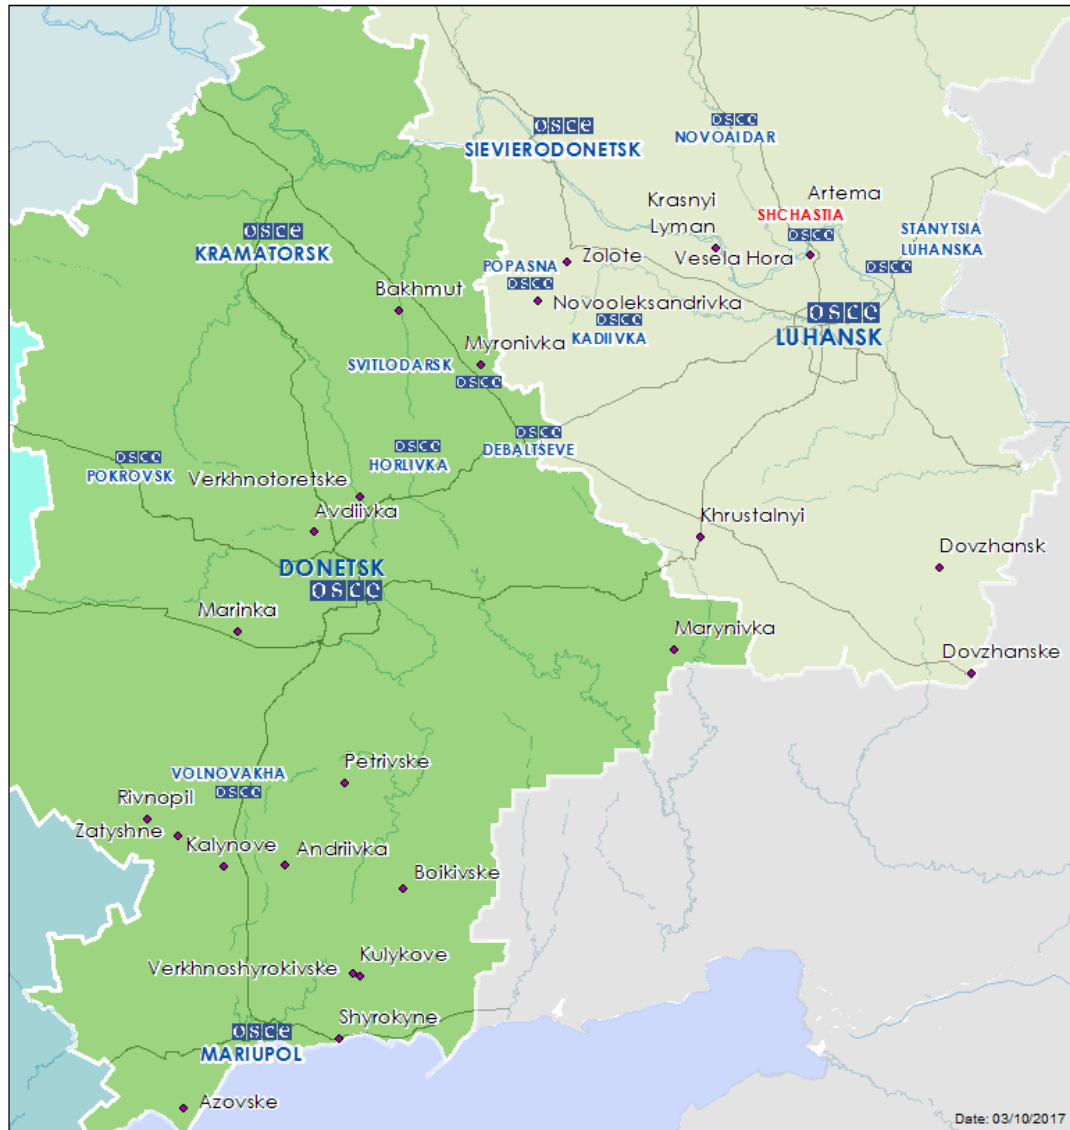 osce
SIEVIERODONETSK
osce
NOVOAIDAR
Krasnyi
Lyman
Artema
SHCHASTIA
osce
STANYTSIA
LUHANSKA
osce
osce
KRAMATORSK
Zolote
Vesela Hora
POPASNA
osce
Bakhmut
Novooleksandrivka
osce
KADIIVKA
osce
LUHANSK
Myronivka
SVITLODARSK
osce
osce
DEBALTSEVE
osce
HORLIVKA
osce
POKROVSK
Verkhnotoretske
Avdiivka
Khrustalnyi
Dovzhansk
DONETSK
osce
Marinka
Marynivka
Dovzhanske
Petrivske
VOLNOVAKHA
osce
Rivnopil
Zatyshne
Kalynove
Andriivka
Boikivske
Kulykove
Verkhnoshyrokivske
Shyrokyne
osce
MARIUPOL
Azovske
Date: 03/10/2017